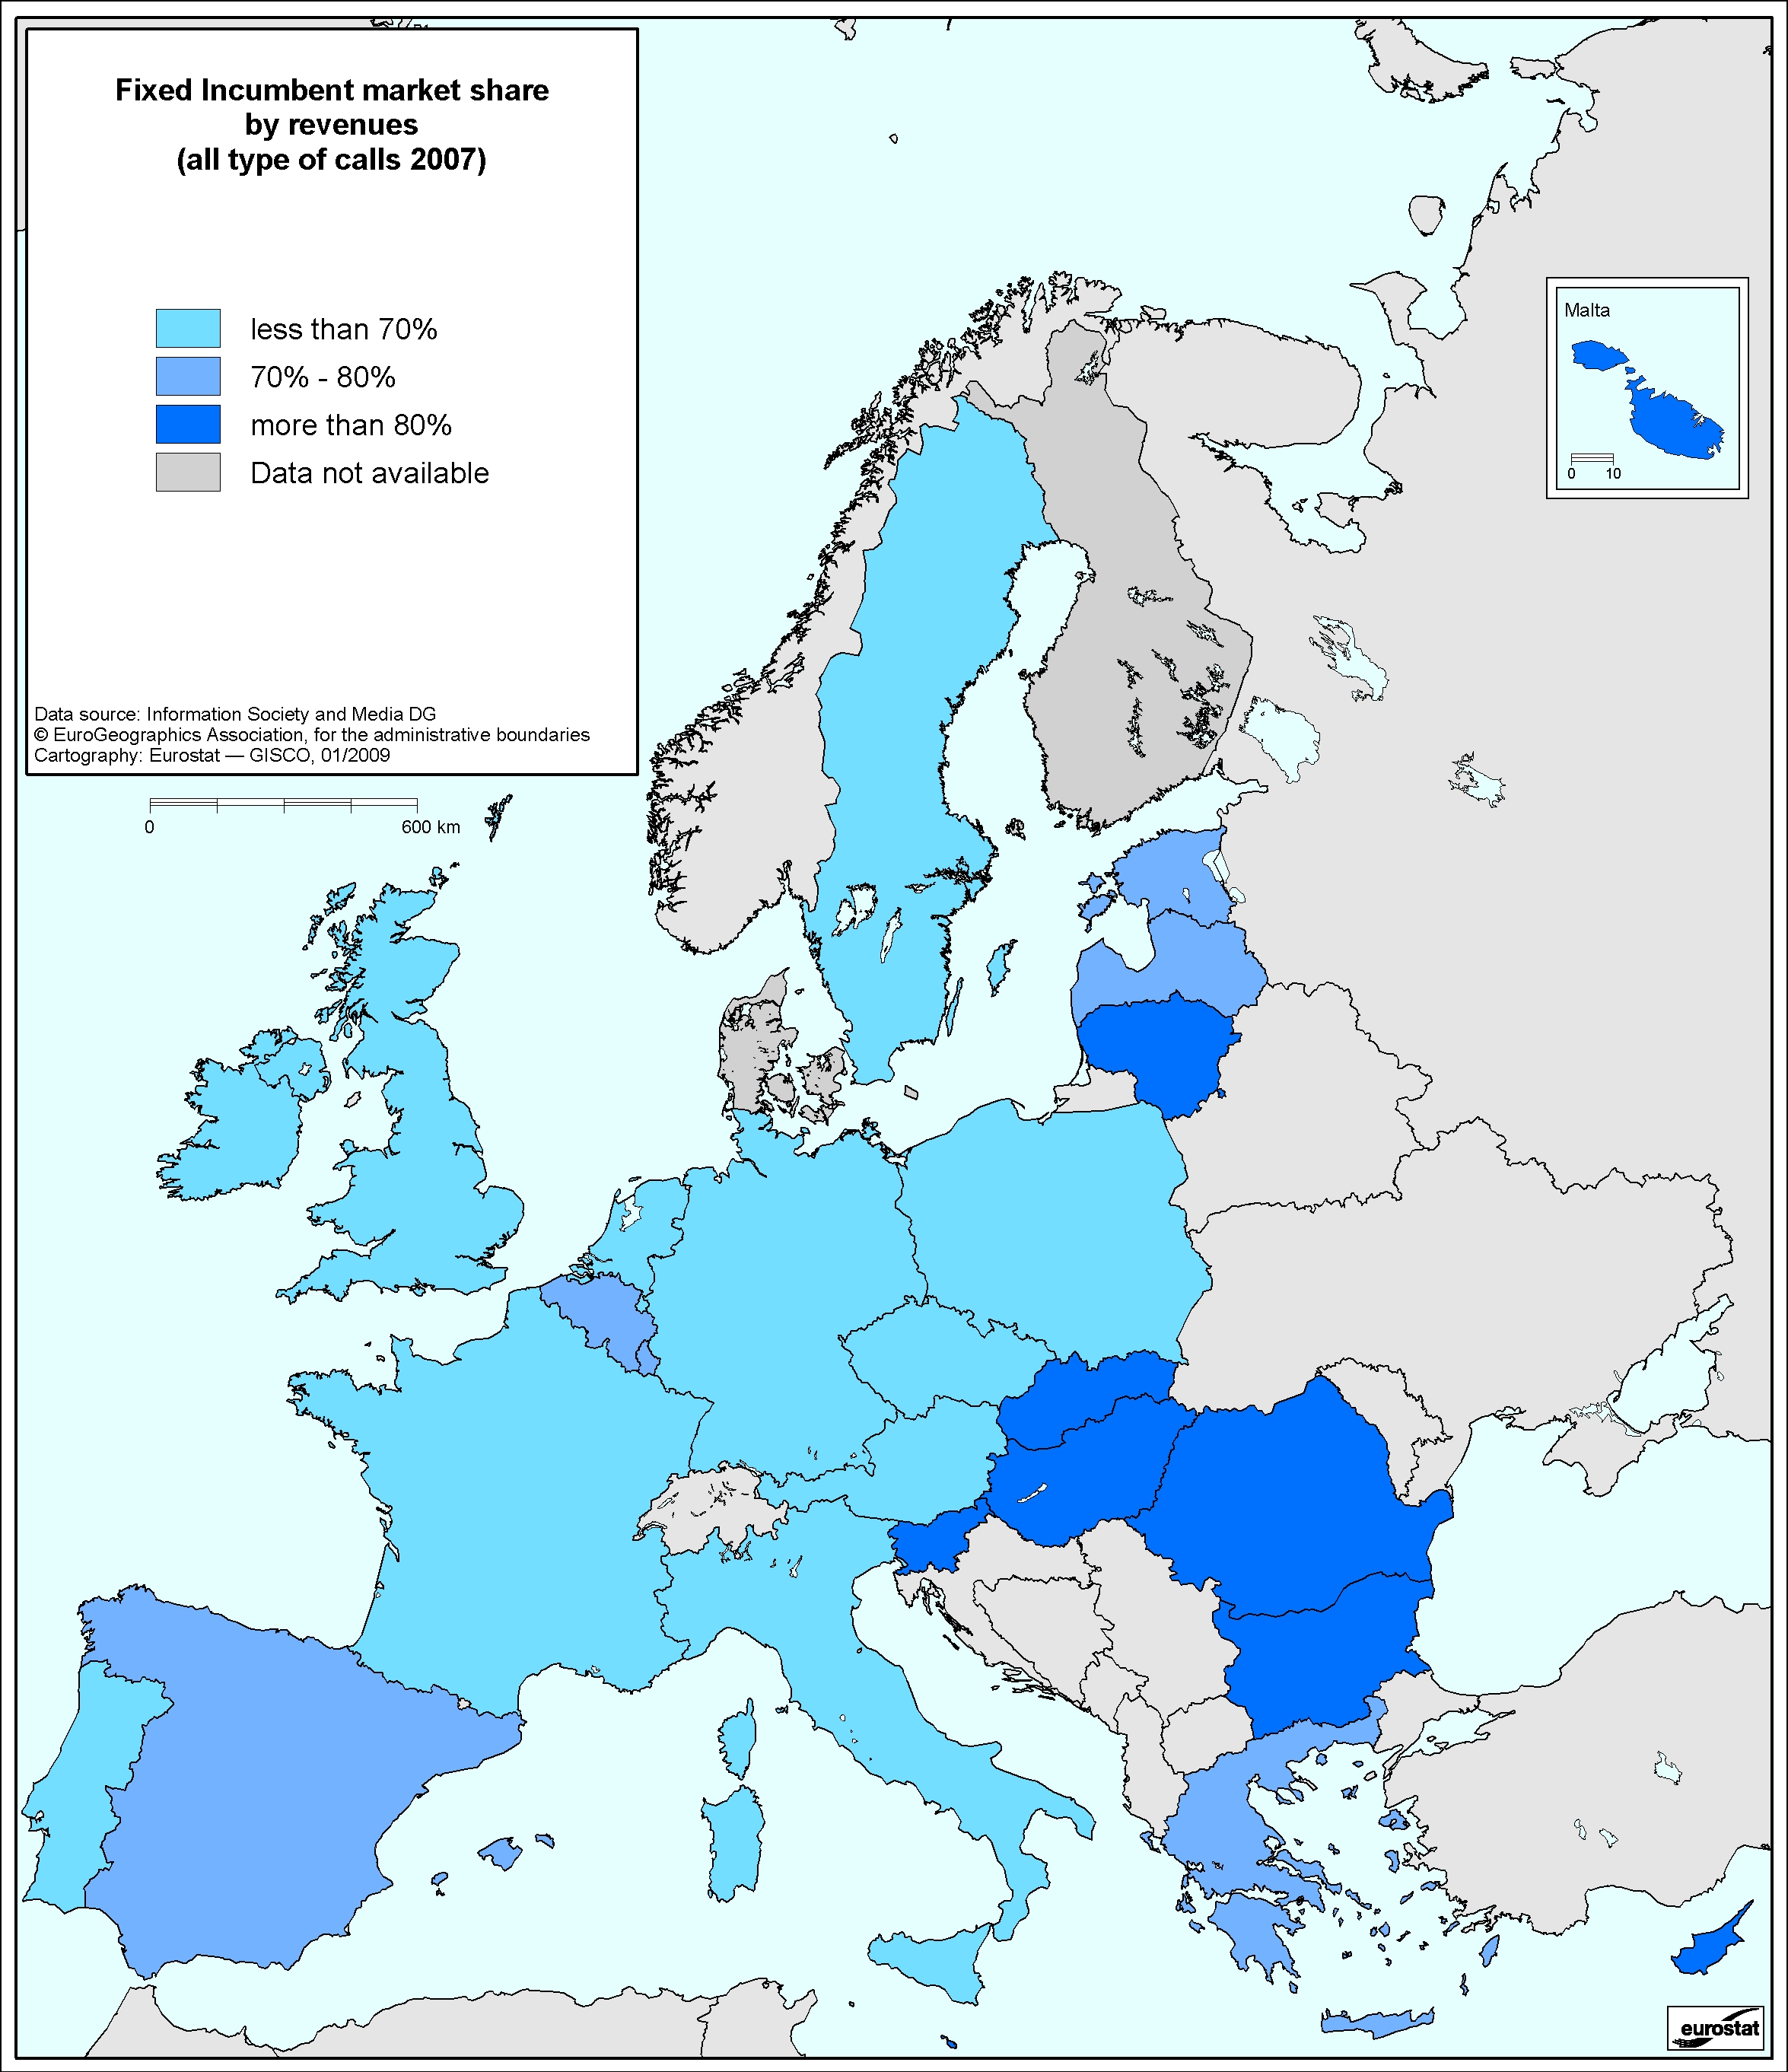 Fixed Incumbent market share
by revenues
(all type of calls 2007)
less than 70%
70% - 80%
more than 80%
Data not available
Data source: Information Society and Media DG
© EuroGeographics Association, for the administrative boundaries
Cartography: Eurostat — GISCO, 01/2009
0 600 km
Malta
0 10
eurostat